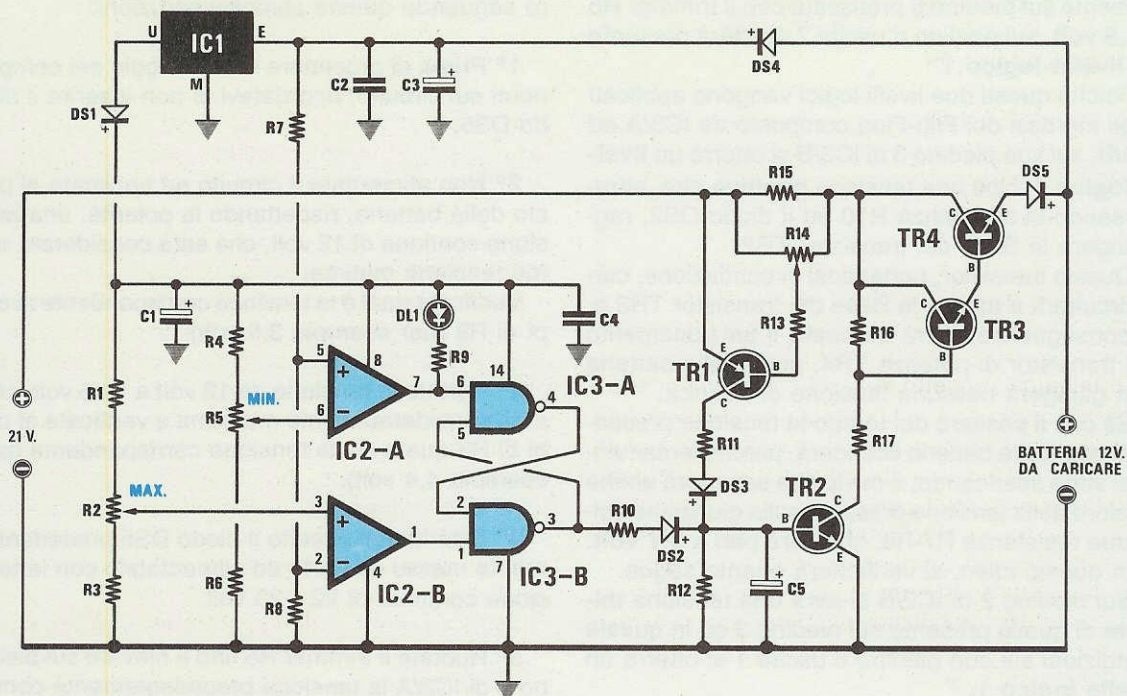 U
IC1
E
M
DS1
R7
C2
C3
DS4
DS5
R15
R14
C
E
TR4
B
C1
R4
DL1
C4
R13
R16
C
E
TR3
B
R1
R5
MIN.
5
8
R9
6
14
IC3-A
4
E
TR1
B
C
21 V.
6
7
IC2-A
R11
R17
BATTERIA 12V.
DA CARICARE
MAX.
R2
3
2
3
R10
DS3
TR2
C
B
E
1
1
IC3-B
DS2
R3
R6
2
4
7
R12
C5
R8
IC2-B